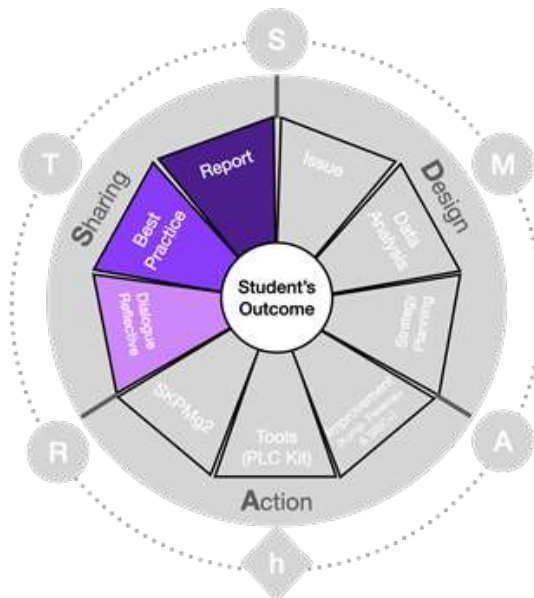 S
M
A
h
R
T
Sharing
Design
Action
Report
Issue
Best
Practice
Data
Analysis
Dialogue
Reflective
Strategy
Planning
SKPMg2
Tools
(PLC Kit)
Improvement
Student's
Outcome